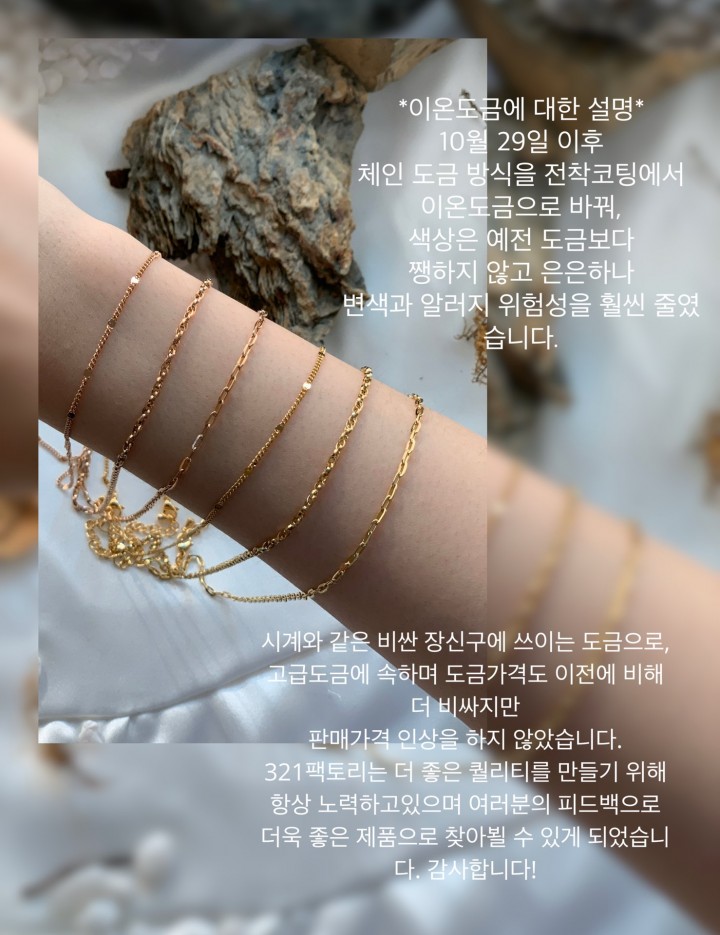 *이온도금에 대한 설명*
10월 29일 이후
체인 도금 방식을 전착코팅에서
이온도금으로 바꿔,
색상은 예전 도금보다
쨍하지 않고 은은하나
변색과 알러지 위험성을 훨씬 줄였
습니다.
시계와 같은 비싼 장신구에 쓰이는 도금으로,
고급도금에 속하며 도금가격도 이전에 비해
더 비싸지만
판매가격 인상을 하지 않았습니다.
321팩토리는 더 좋은 퀄리티를 만들기 위해
항상 노력하고있으며 여러분의 피드백으로
더욱 좋은 제품으로 찾아뵐 수 있게 되었습니
다. 감사합니다!